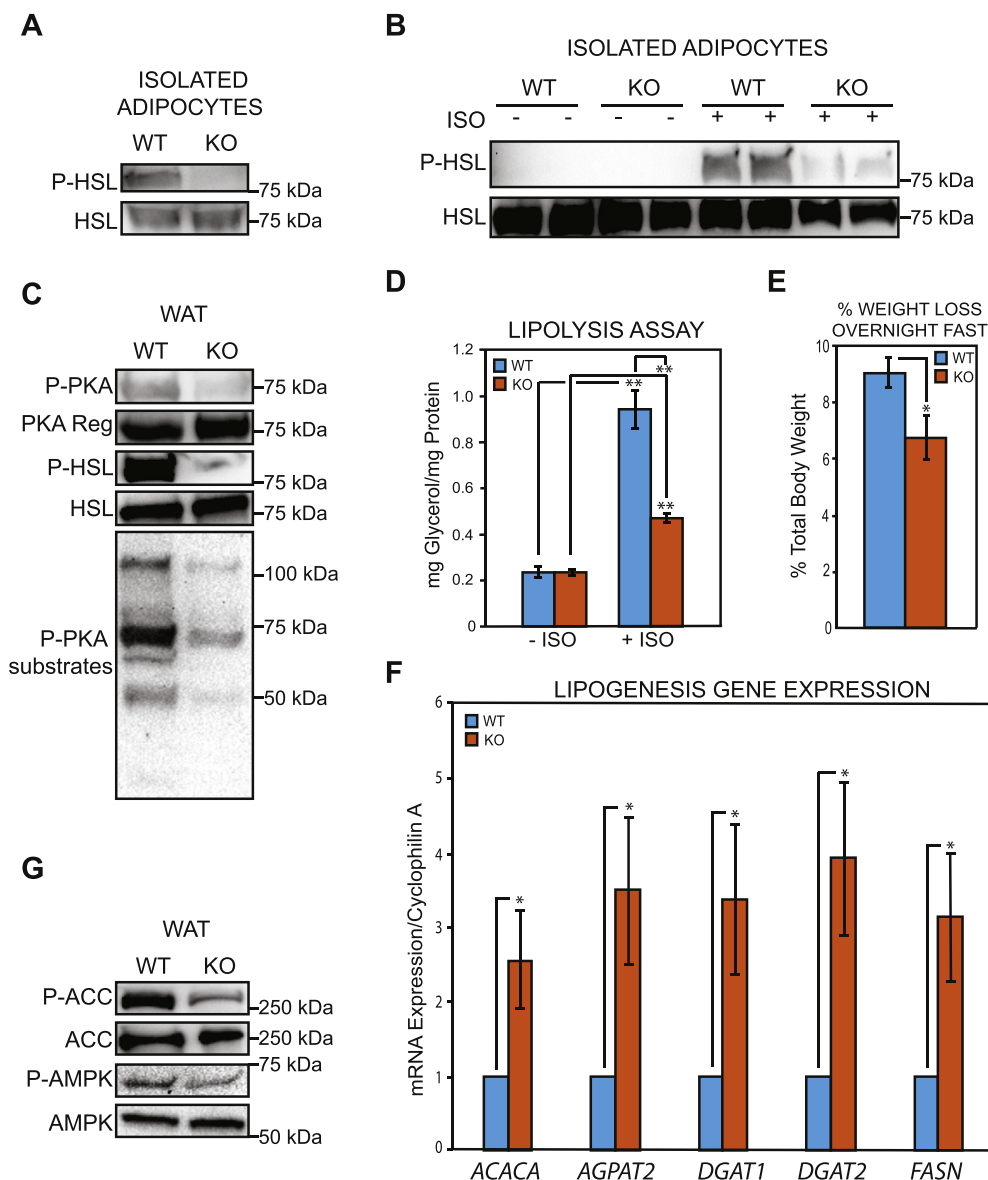 A
ISOLATED
ADIPOCYTES
WT KO
P-HSL
75 kDa
HSL
75 kDa
B
ISOLATED ADIPOCYTES
WT KO WT KO
ISO - - - - + + + +
P-HSL
75 kDa
HSL
75 kDa
C
WAT
WT KO
P-PKA
75 kDa
PKA Reg
75 kDa
P-HSL
75 kDa
HSL
75 kDa
100 kDa
75 kDa
P-PKA
substrates
50 kDa
D
LIPOLYSIS ASSAY
mg Glycerol/mg Protein
1.2
1.0
0.8
0.6
0.4
0.2
0
WT
KO
**
**
**
- ISO + ISO
E
% WEIGHT LOSS
OVERNIGHT FAST
% Total Body Weight
10
8
6
4
2
0
WT
KO
*
F
LIPOGENESIS GENE EXPRESSION
mRNA Expression/Cyclophilin A
6
5
4
3
2
1
0
WT
KO
* * * * *
ACACA AGPAT2 DGAT1 DGAT2 FASN
G
WAT
WT KO
P-ACC
250 kDa
ACC
250 kDa
75 kDa
P-AMPK
AMPK
50 kDa